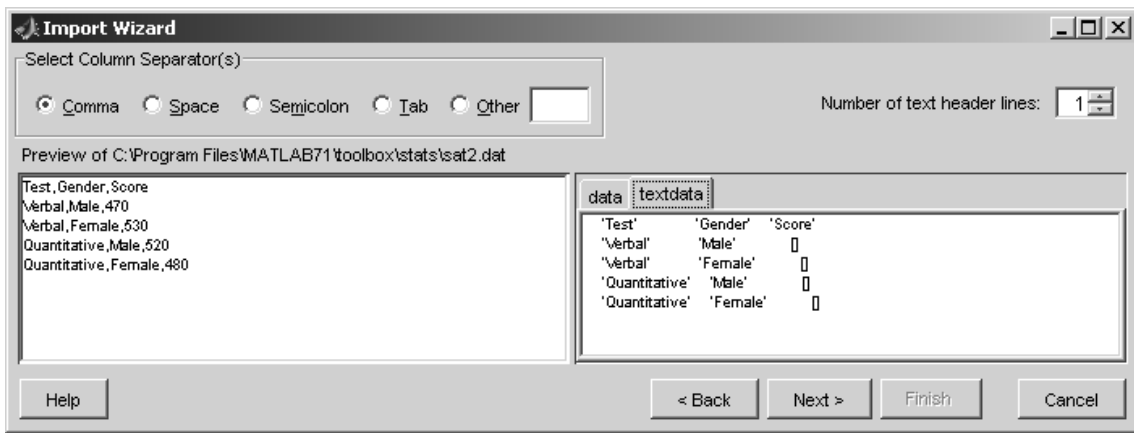 Import Wizard
Select Column Separator(s)
Comma Space Semicolon Tab Other
Number of text header lines: 1
Preview of C:\Program Files\MATLAB71\toolbox\stats\sat2.dat
Test,Gender,Score
Verbal,Male,470
Verbal,Female,530
Quantitative,Male,520
Quantitative,Female,480
data textdata
'Test' 'Gender' 'Score'
'Verbal' 'Male' []
'Verbal' 'Female' []
'Quantitative' 'Male' []
'Quantitative' 'Female' []
Help < Back Next > Finish Cancel